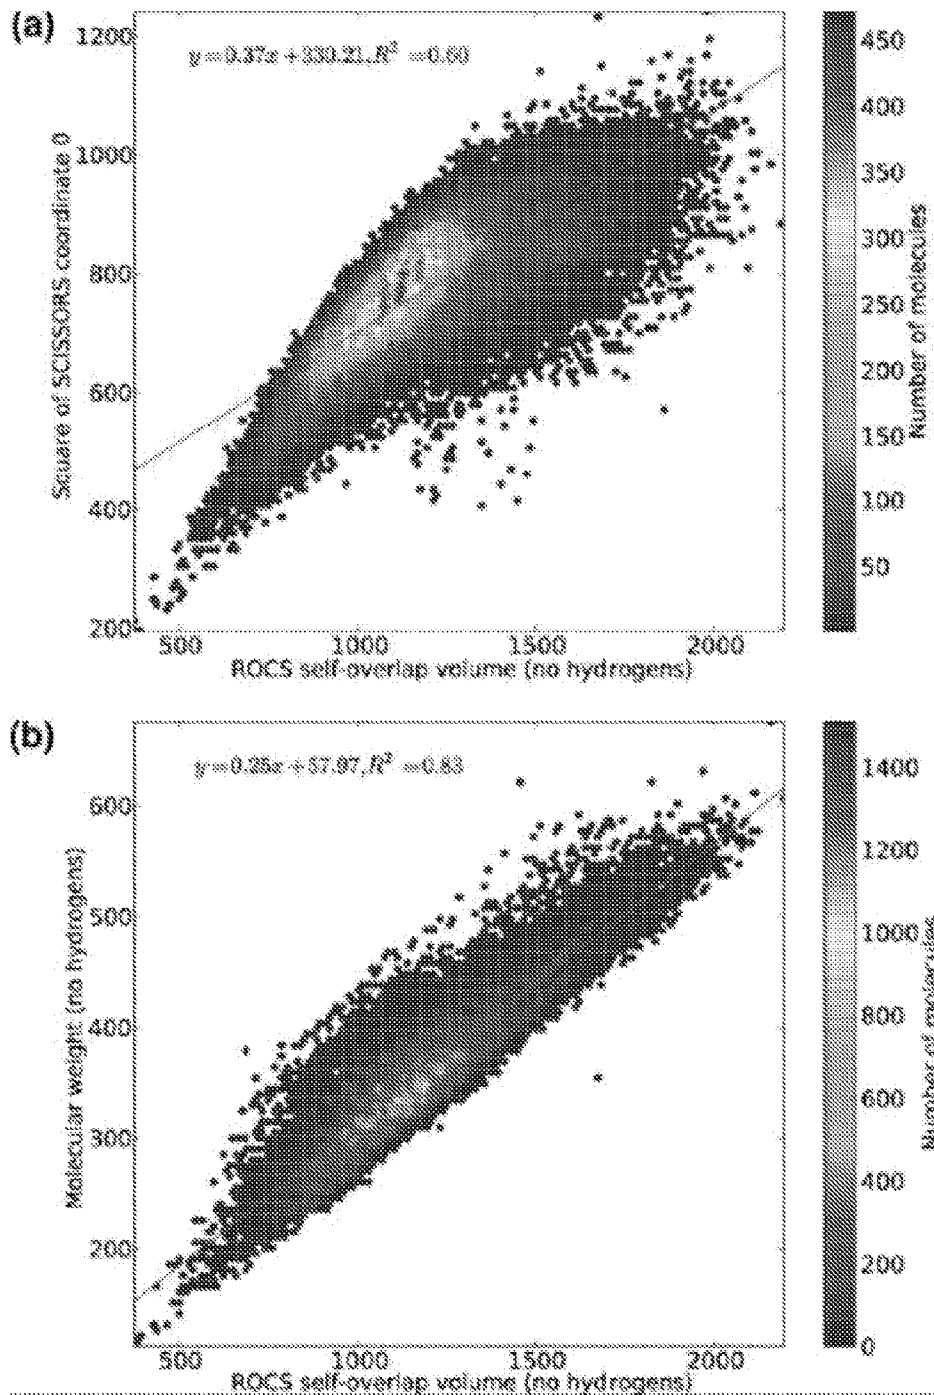 (a)
y=0.37x+330.21,R²=0.60
1200
1000
800
600
400
200
Square of SCISSORS coordinate 0
500 1000 1500 2000
ROCS self-overlap volume (no hydrogens)
450
400
350
300
250
200
150
100
50
Number of molecules
(b)
y=0.25x+57.97,R²=0.83
600
500
400
300
200
Molecular weight (no hydrogens)
500 1000 1500 2000
ROCS self-overlap volume (no hydrogens)
1400
1200
1000
800
600
400
200
0
Number of molecules